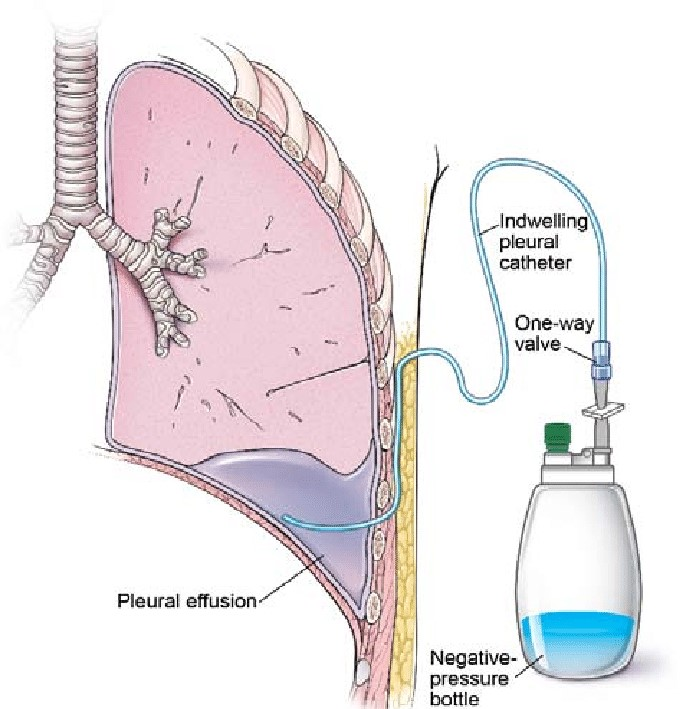 Indwelling
pleural
catheter
One-way
valve
Pleural effusion
Negative-
pressure
bottle